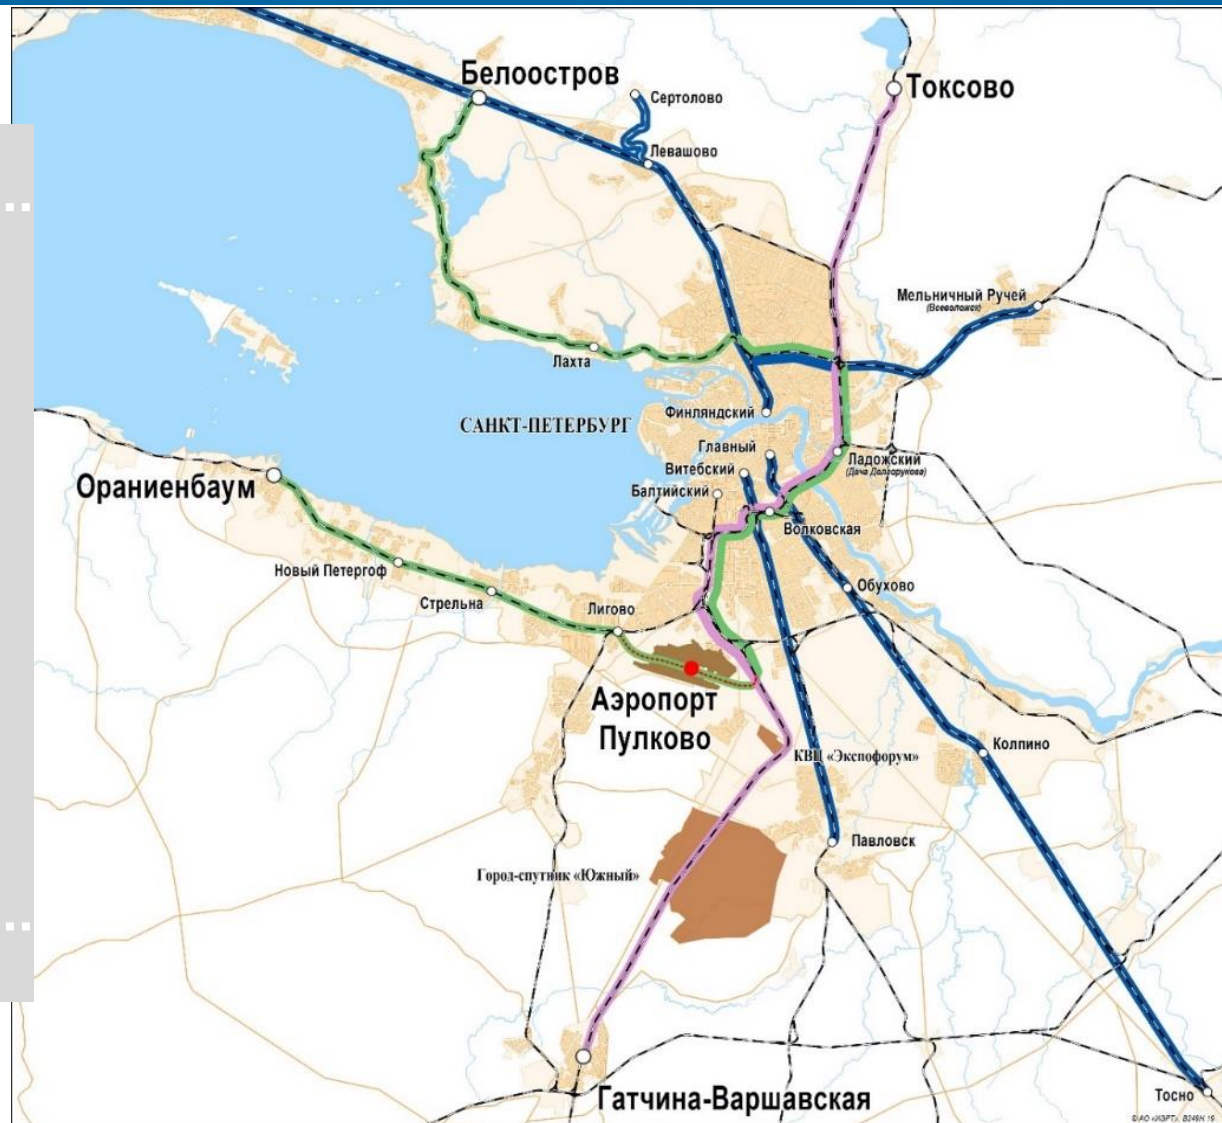 Белоостров
Токсово
Сертолово
Левашово
Мельничный Ручей
(Всеволожск)
Лахта
Финляндский
САНКТ-ПЕТЕРБУРГ
Главный
Ладожский
(Дача Долгорукова)
Витебский
Ораниенбаум
Балтийский
Волковская
Новый Петергоф
Обухово
Стрельна
Лигово
Аэропорт
Пулково
Колпино
КВЦ «Экспофорум»
Павловск
Город-спутник «Южный»
Гатчина-Варшавская
Тосно